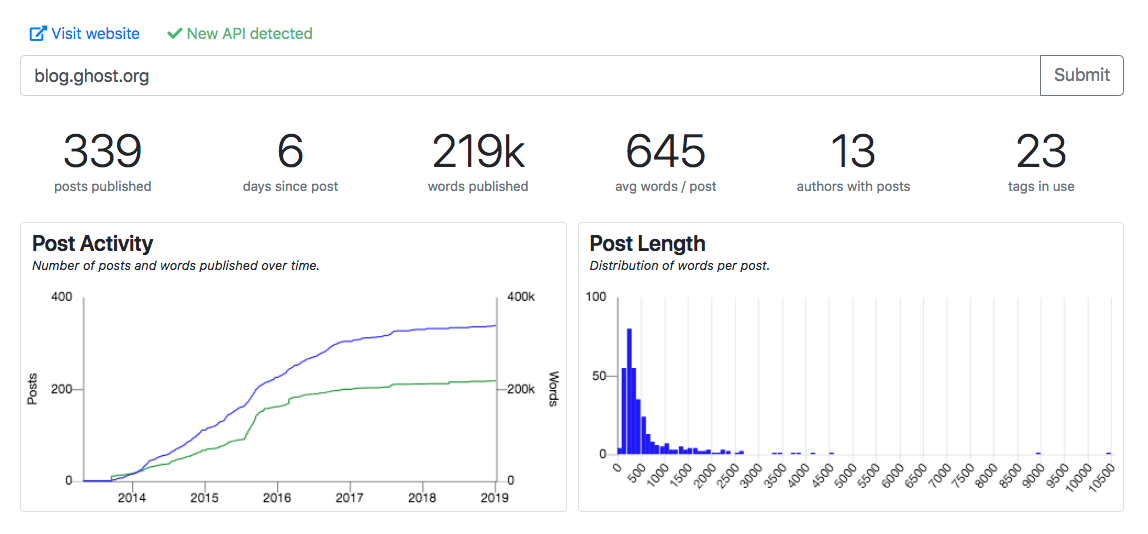 Visit website New API detected
blog.ghost.org Submit
339 6 219k 645 13 23
posts published days since post words published avg words / post authors with posts tags in use
Post Activity
Number of posts and words published over time.
400 400k
Posts 200 200k Words
0 0
2014 2015 2016 2017 2018 2019
Post Length
Distribution of words per post.
100
50
0
0 500 1000 1500 2000 2500 3000 3500 4000 4500 5000 5500 6000 6500 7000 7500 8000 8500 9000 9500 10000 10500